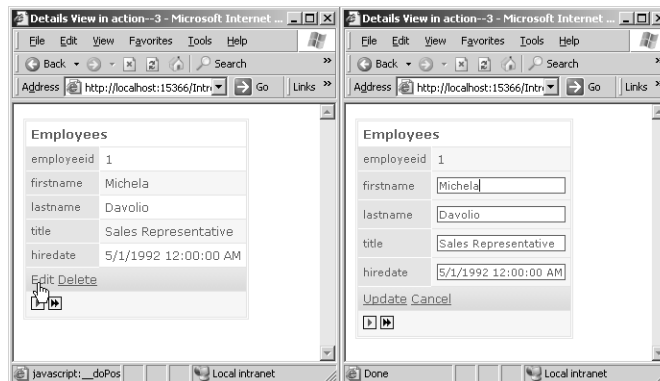 Details View in action--3 - Microsoft Internet ...
File Edit View Favorites Tools Help
Back Search »
Address http://localhost:15366/Intr Go Links »
Employees
employeeid 1
firstname Michela
lastname Davolio
title Sales Representative
hiredate 5/1/1992 12:00:00 AM
Edit Delete
javascript:__doPos Local intranet
Details View in action--3 - Microsoft Internet ...
File Edit View Favorites Tools Help
Back Search »
Address http://localhost:15366/Intr Go Links »
Employees
employeeid 1
firstname Michela
lastname Davolio
title Sales Representative
hiredate 5/1/1992 12:00:00 AM
Update Cancel
Done Local intranet